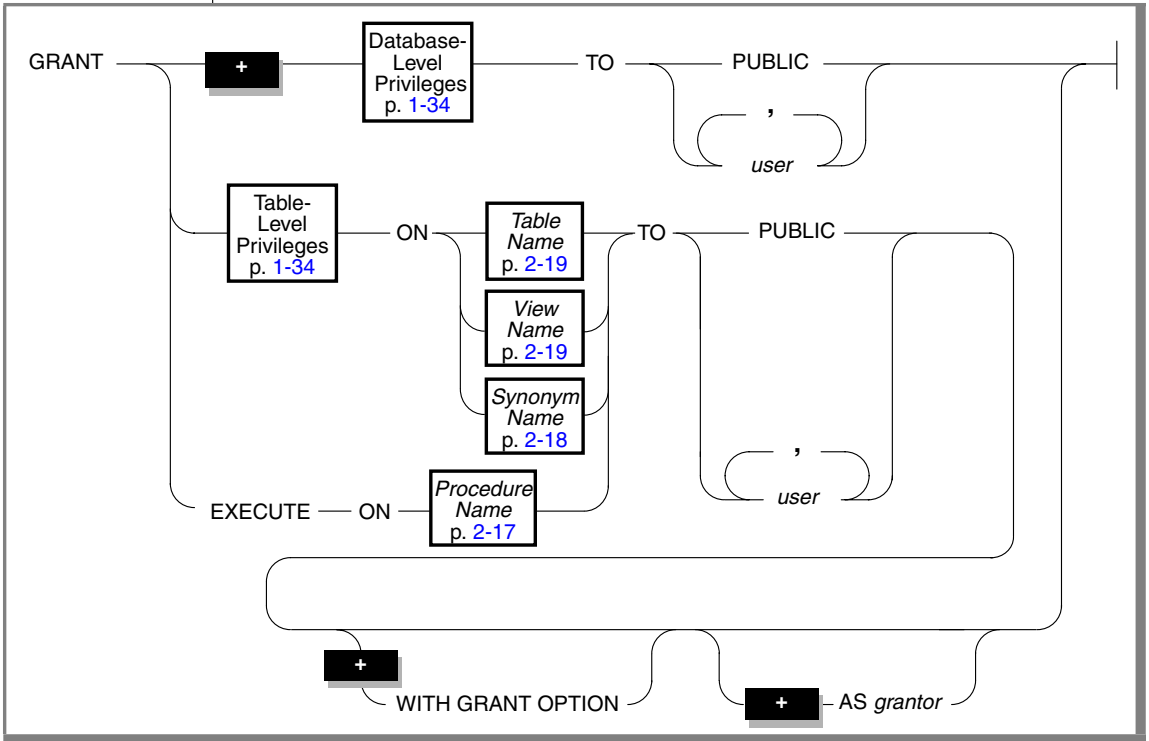 GRANT
+
Database-
Level
Privileges
p. 1-34
TO
PUBLIC
,
user
Table-
Level
Privileges
p. 1-34
ON
Table
Name
p. 2-19
View
Name
p. 2-19
Synonym
Name
p. 2-18
TO
PUBLIC
,
user
EXECUTE
ON
Procedure
Name
p. 2-17
+
WITH GRANT OPTION
+
AS grantor